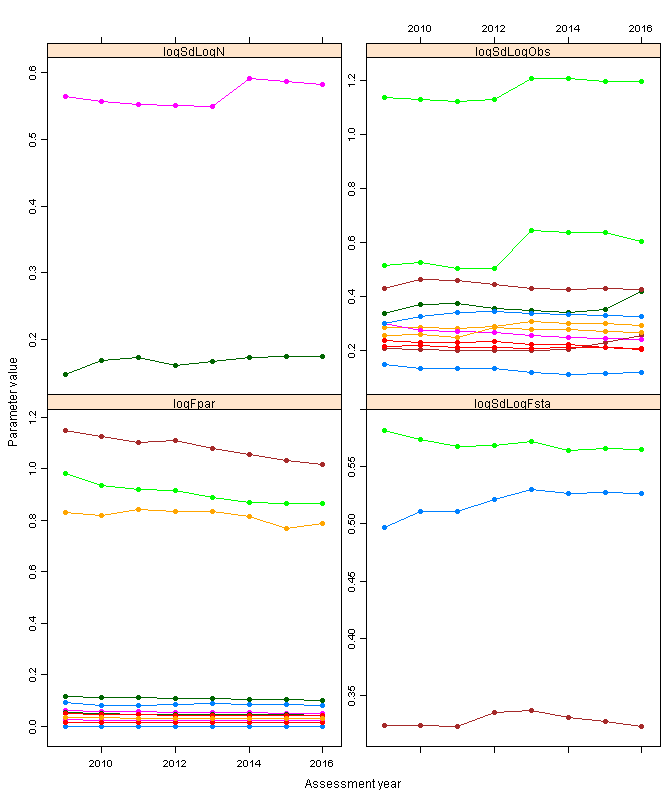 2010 2012 2014 2016
logSdLogN logSdLogObs
0.2 0.3 0.4 0.5 0.6
0.2 0.4 0.6 0.8 1.0 1.2
logFpar logSdLogFsta
0.0 0.2 0.4 0.6 0.8 1.0 1.2
0.35 0.40 0.45 0.50 0.55
Parameter value
2010 2012 2014 2016
Assessment year